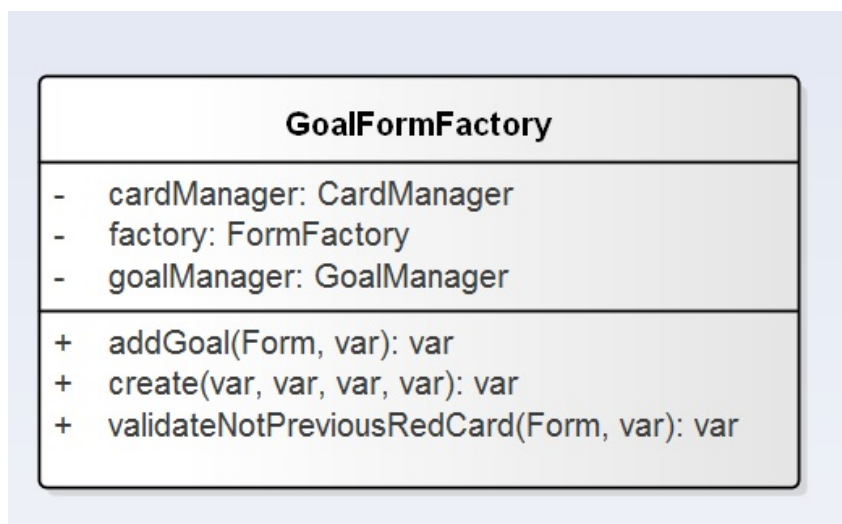 GoalFormFactory
- cardManager: CardManager
- factory: FormFactory
- goalManager: GoalManager
+ addGoal(Form, var): var
+ create(var, var, var, var): var
+ validateNotPreviousRedCard(Form, var): var